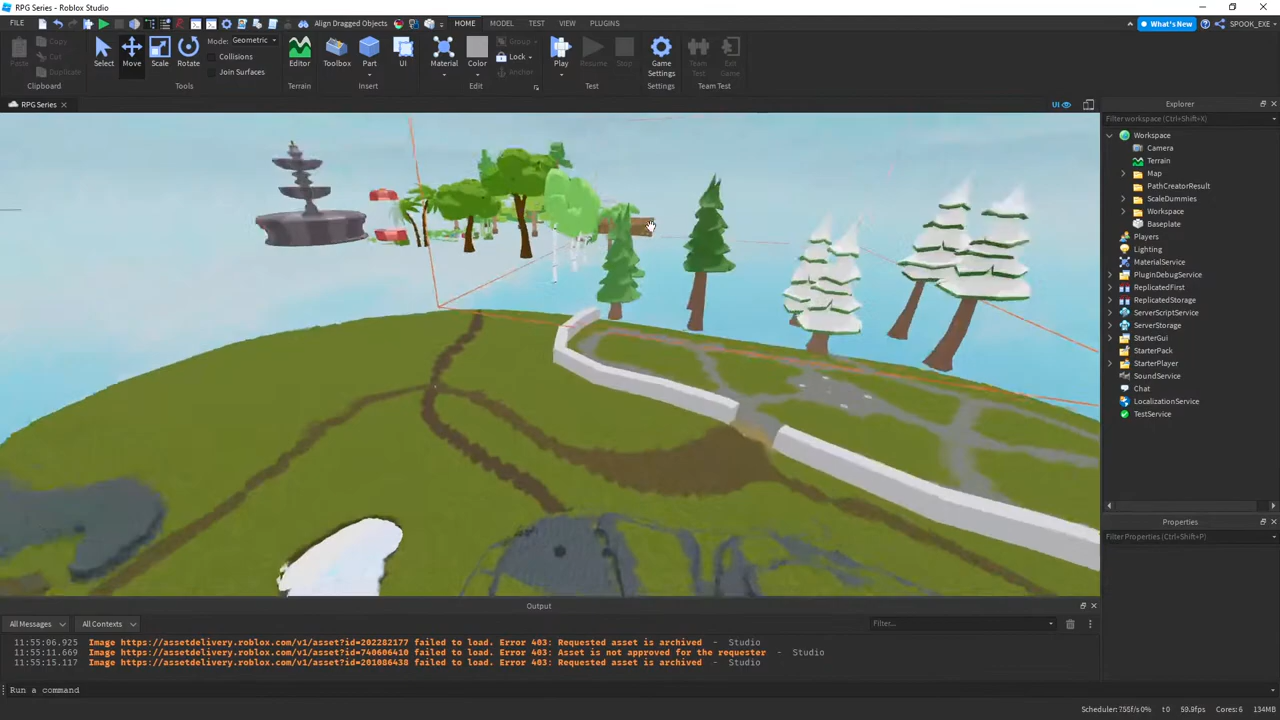 RPG Series - Roblox Studio
FILE
Align Dragged Objects
HOME
MODEL
TEST
VIEW
PLUGINS
What's New
SPOOK_EXE
Paste
Copy
Cut
Duplicate
Clipboard
Select
Move
Scale
Rotate
Mode: Geometric
Collisions
Join Surfaces
Tools
Editor
Terrain
Toolbox
Part
UI
Insert
Material
Color
Group
Lock
Anchor
Edit
Play
Resume
Stop
Test
Game Settings
Settings
Team Test
Exit Game
Team Test
RPG Series
UI
Explorer
Filter workspace (Ctrl+Shift+X)
Workspace
Camera
Terrain
Map
PathCreatorResult
ScaleDummies
Workspace
Baseplate
Players
Lighting
MaterialService
PluginDebugService
ReplicatedFirst
ReplicatedStorage
ServerScriptService
ServerStorage
StarterGui
StarterPack
StarterPlayer
SoundService
Chat
LocalizationService
TestService
Properties
Filter Properties (Ctrl+Shift+P)
Output
All Messages
All Contexts
Filter...
11:55:06.925 Image https://assetdelivery.roblox.com/v1/asset?id=202282177 failed to load. Error 403: Requested asset is archived - Studio
11:55:11.669 Image https://assetdelivery.roblox.com/v1/asset?id=740606410 failed to load. Error 403: Asset is not approved for the requester - Studio
11:55:15.117 Image https://assetdelivery.roblox.com/v1/asset?id=201086438 failed to load. Error 403: Requested asset is archived - Studio
Run a command
Cores: 6 134MB